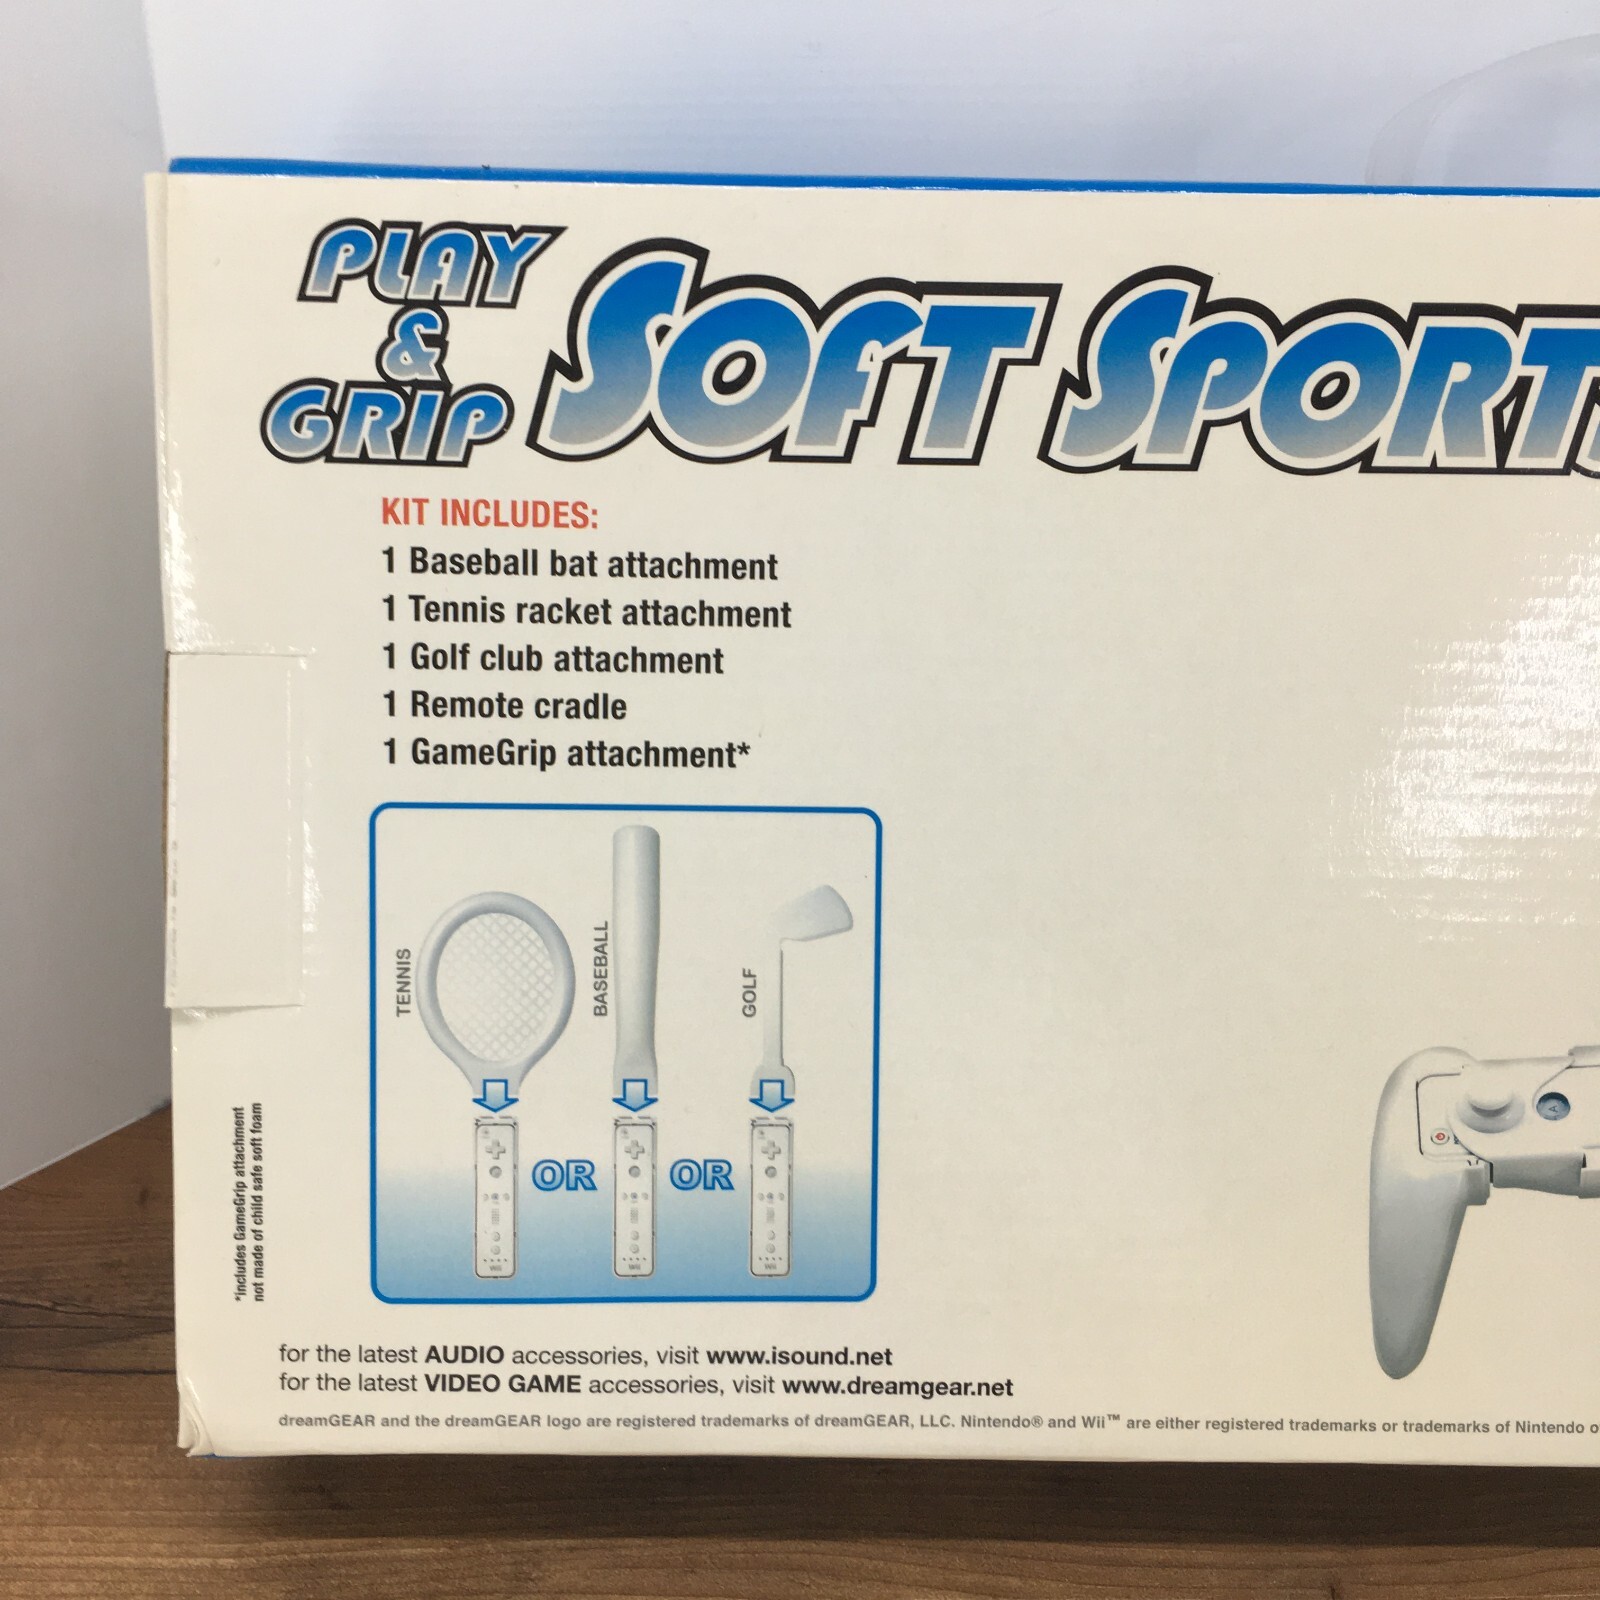 PLAY
&
GRIP
SOFT SPORTS
KIT INCLUDES:
1 Baseball bat attachment
1 Tennis racket attachment
1 Golf club attachment
1 Remote cradle
1 GameGrip attachment*
TENNIS
BASEBALL
GOLF
OR
OR
Wii
Wii
Wii
A
*includes GameGrip attachment
not made of child safe soft foam
for the latest AUDIO accessories, visit www.isound.net
for the latest VIDEO GAME accessories, visit www.dreamgear.net
dreamGEAR and the dreamGEAR logo are registered trademarks of dreamGEAR, LLC. Nintendo® and Wii™ are either registered trademarks or trademarks of Nintendo